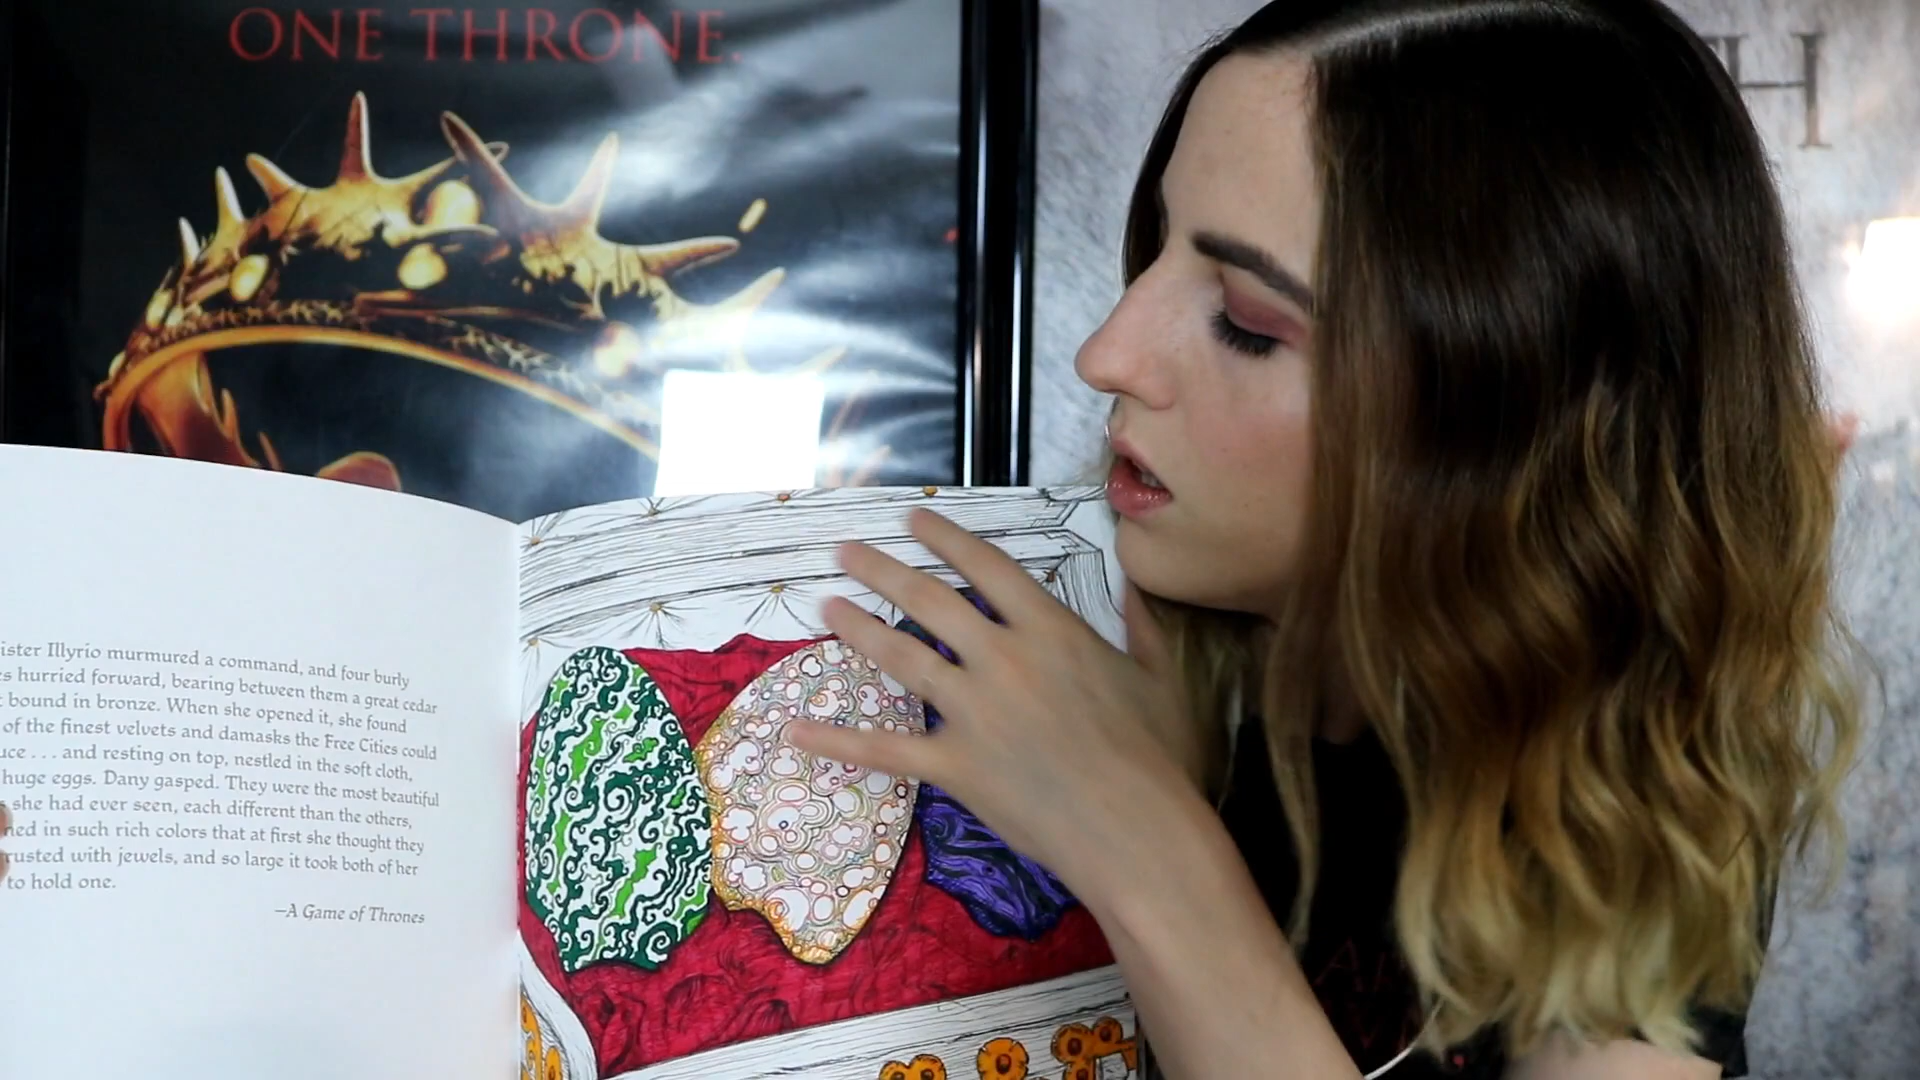 ONE THRONE.
H
ister Illyrio murmured a command, and four burly
s hurried forward, bearing between them a great cedar
t bound in bronze. When she opened it, she found
of the finest velvets and damasks the Free Cities could
uce . . . and resting on top, nestled in the soft cloth,
huge eggs. Dany gasped. They were the most beautiful
she had ever seen, each different than the others,
ned in such rich colors that at first she thought they
rusted with jewels, and so large it took both of her
to hold one.
—A Game of Thrones